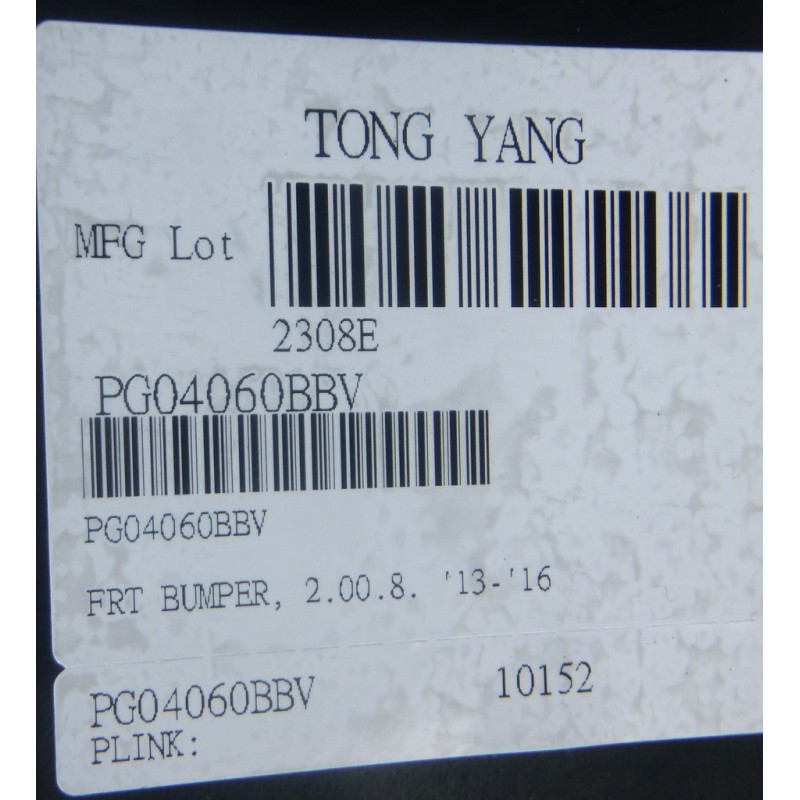 TONG YANG
MFG Lot
2308E
PG04060BBV
PG04060BBV
FRT BUMPER, 2.00.8. '13-'16
PG04060BBV 10152
PLINK: